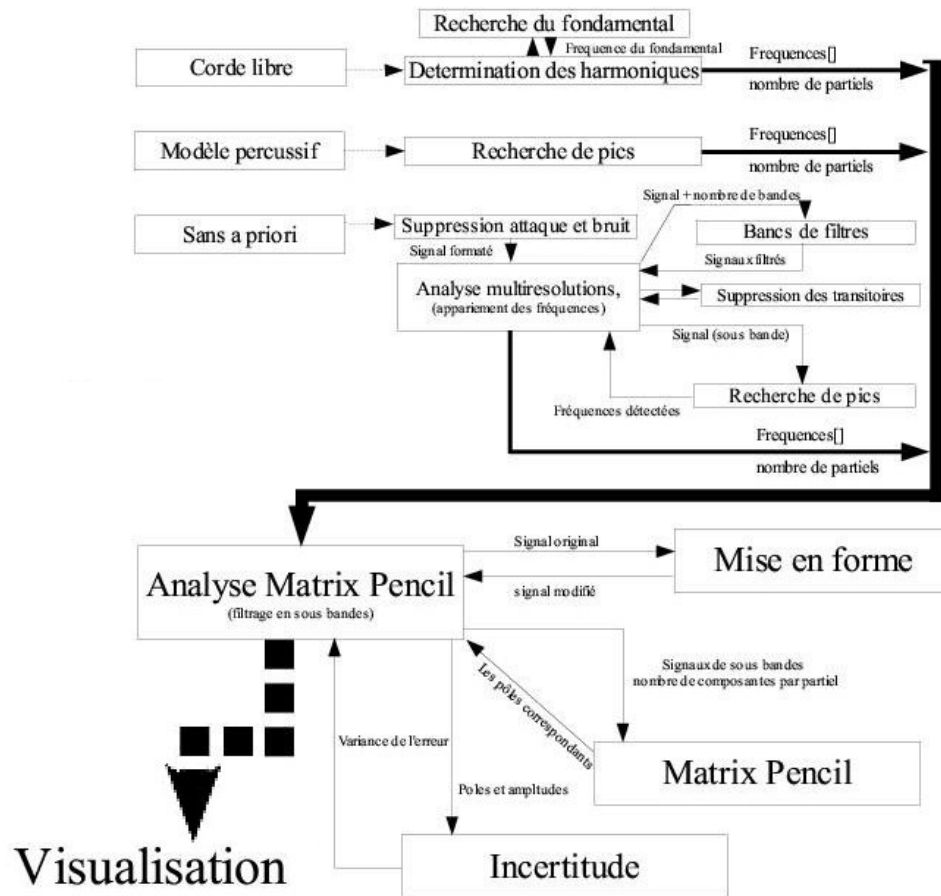 Recherche du fondamental
Frequence du fondamental
Corde libre
Determination des harmoniques
Frequences[]
nombre de partiels
Modèle percussif
Recherche de pics
Frequences[]
nombre de partiels
Sans a priori
Suppression attaque et bruit
Signal + nombre de bandes
Bancs de filtres
Signal formaté
Signaux filtrés
Analyse multiresolutions,
(appariement des fréquences)
Suppression des transitoires
Signal (sous bande)
Recherche de pics
Fréquences détectées
Frequences[]
nombre de partiels
Analyse Matrix Pencil
(filtrage en sous bandes)
Signal original
signal modifié
Mise en forme
Signaux de sous bandes
nombre de composantes par partiel
Les pôles correspondants
Variance de l'erreur
Matrix Pencil
Poles et ampltudes
Incertitude
Visualisation